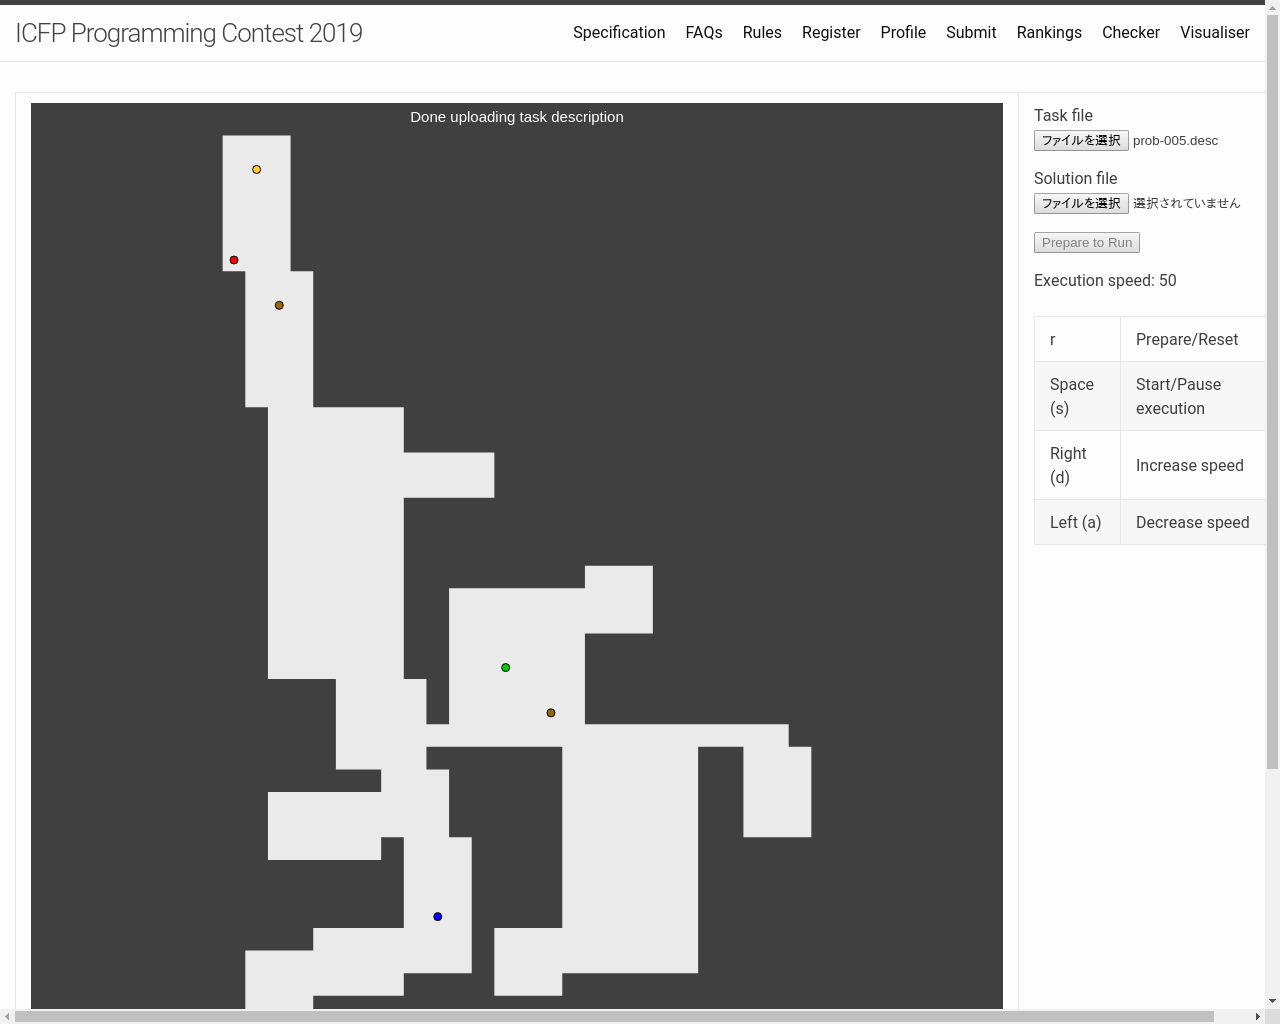 ICFP Programming Contest 2019
Specification FAQs Rules Register Profile Submit Rankings Checker Visualiser
Done uploading task description
Task file
ファイルを選択 prob-005.desc
Solution file
ファイルを選択 選択されていません
Prepare to Run
Execution speed: 50
r Prepare/Reset
Space (s) Start/Pause execution
Right (d) Increase speed
Left (a) Decrease speed